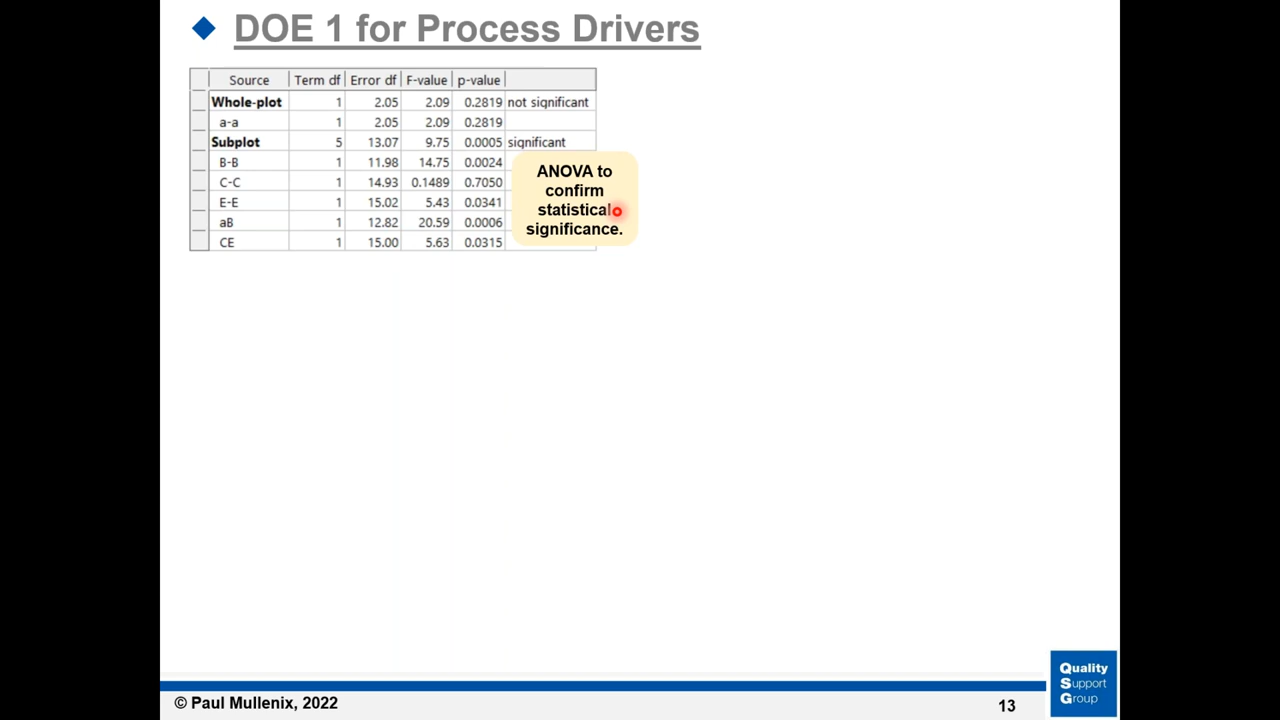 DOE 1 for Process Drivers
Source Term df Error df F-value p-value
Whole-plot 1 2.05 2.09 0.2819 not significant
a-a 1 2.05 2.09 0.2819
Subplot 5 13.07 9.75 0.0005 significant
B-B 1 11.98 14.75 0.0024
C-C 1 14.93 0.1489 0.7050
E-E 1 15.02 5.43 0.0341
aB 1 12.82 20.59 0.0006
CE 1 15.00 5.63 0.0315
ANOVA to
confirm
statistical
significance.
Quality
Support
Group
© Paul Mullenix, 2022
13